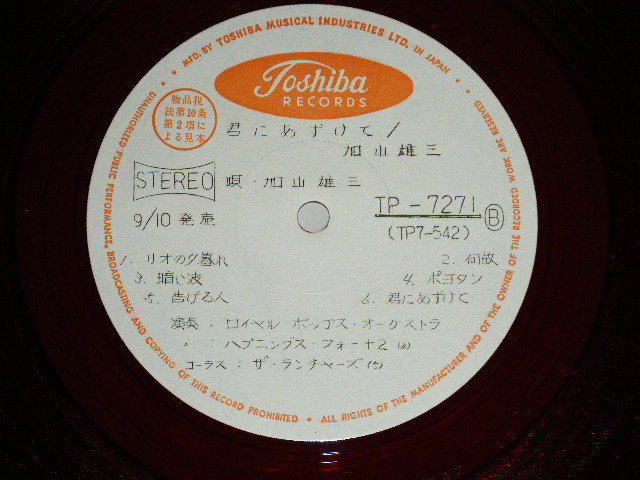 • MFD. BY TOSHIBA MUSICAL INDUSTRIES LTD. IN JAPAN •
Toshiba
RECORDS
物品税
法第10条
第2項に
よる見本
君にあずけて/
加山雄三
STEREO
唄・加山雄三
TP-7271 B
(TP7-542)
9/10 発売
1. リオの夕暮れ 2. 何故
3. 暗い波 4. ポヨタン
5. 告げる人 6. 君にあずけて
演奏: ロイヤル・ポップス・オーケストラ
〃 : ハプニングス・フォー+2 (6)
コーラス: ザ・ランチャーズ (5)
UNAUTHORIZED PUBLIC PERFORMANCE, BROADCASTING AND COPYING OF THIS RECORD PROHIBITED • ALL RIGHTS OF THE MANUFACTURER AND OF THE OWNER OF THE RECORDED WORK ARE RESERVED